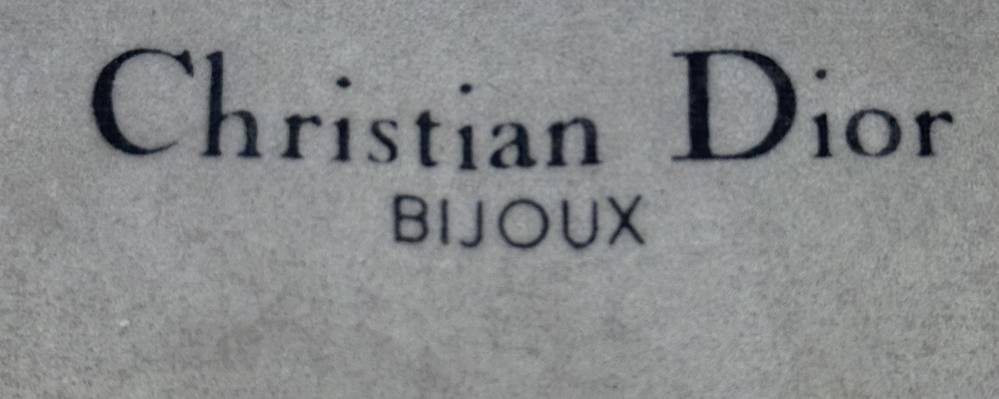 Christian Dior
BIJOUX